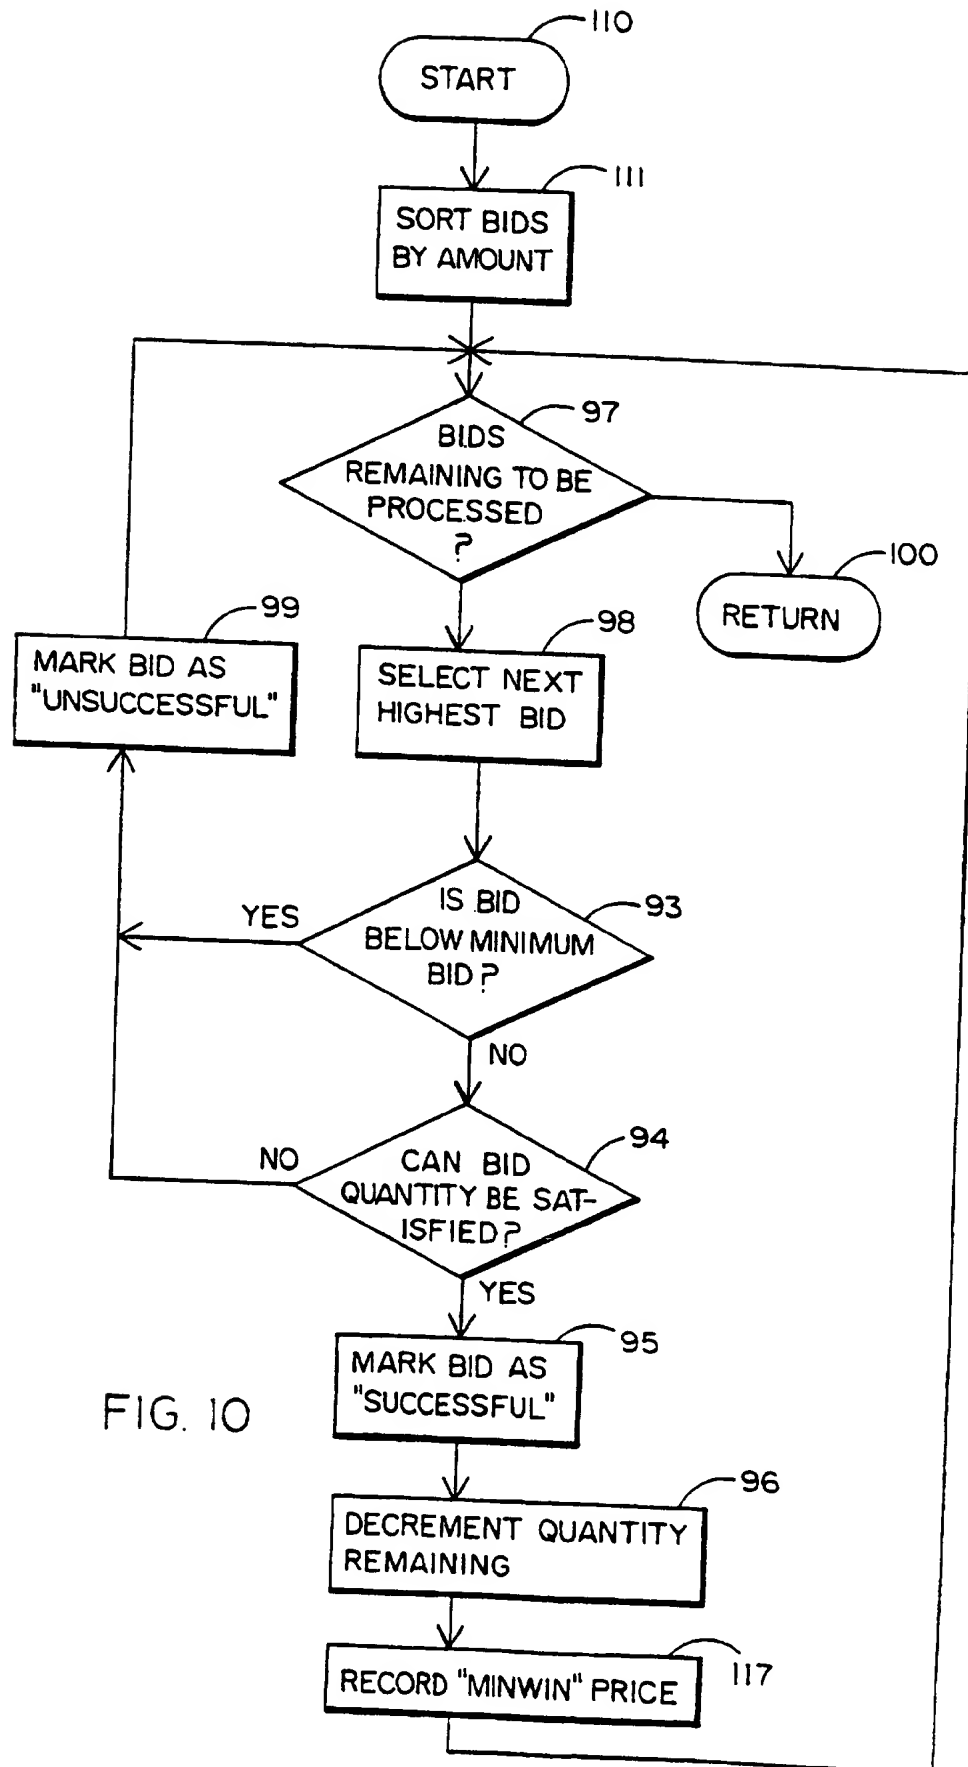 110
START
111
SORT BIDS
BY AMOUNT
97
BIDS
REMAINING TO BE
PROCESSED
?
100
RETURN
99
MARK BID AS
"UNSUCCESSFUL"
98
SELECT NEXT
HIGHEST BID
93
YES
IS BID
BELOW MINIMUM
BID?
NO
94
NO
CAN BID
QUANTITY BE SAT-
ISFIED?
YES
95
MARK BID AS
"SUCCESSFUL"
FIG. 10
96
DECREMENT QUANTITY
REMAINING
117
RECORD "MINWIN" PRICE